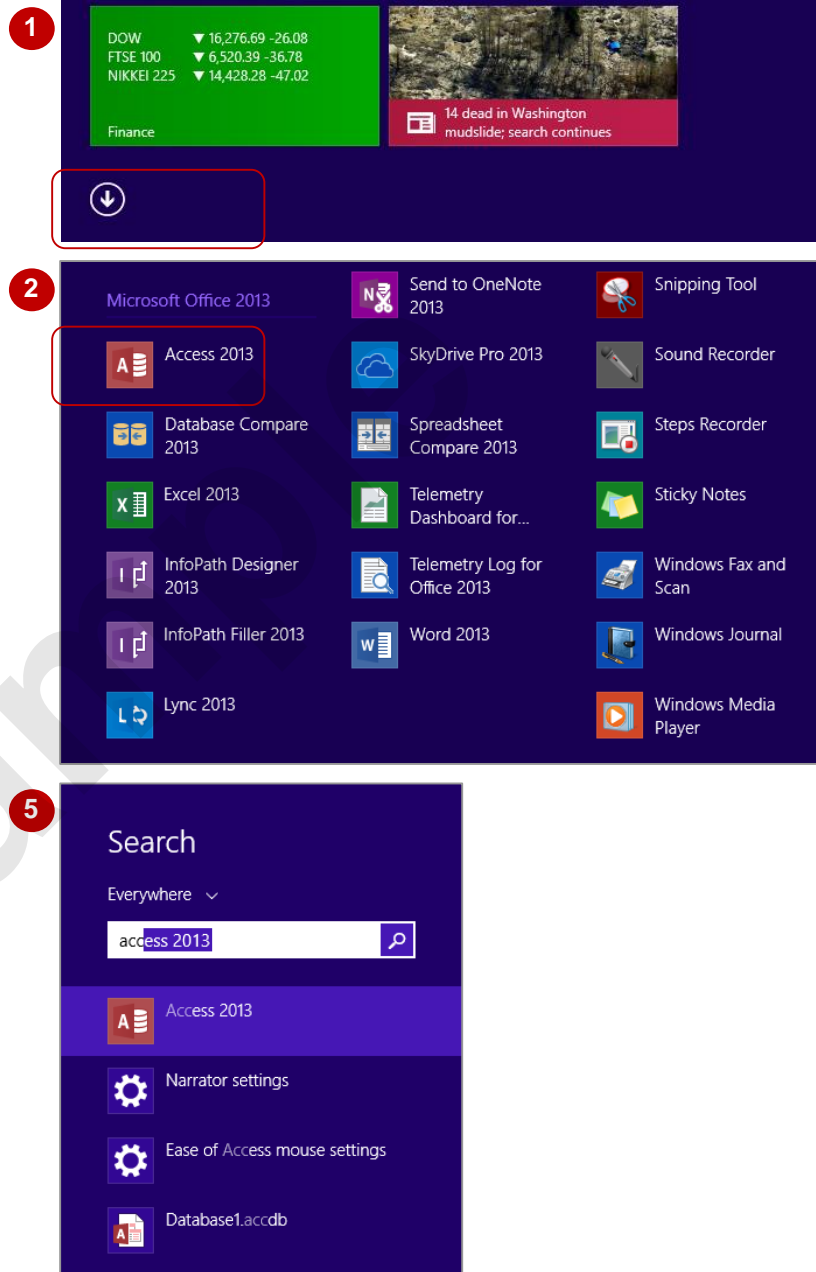 1
DOW ▼ 16,276.69 -26.08
FTSE 100 ▼ 6,520.39 -36.78
NIKKEI 225 ▼ 14,428.28 -47.02
Finance
14 dead in Washington
mudslide; search continues
2
Microsoft Office 2013
Access 2013
Database Compare
2013
Excel 2013
InfoPath Designer
2013
InfoPath Filler 2013
Lync 2013
Send to OneNote
2013
SkyDrive Pro 2013
Spreadsheet
Compare 2013
Telemetry
Dashboard for...
Telemetry Log for
Office 2013
Word 2013
Snipping Tool
Sound Recorder
Steps Recorder
Sticky Notes
Windows Fax and
Scan
Windows Journal
Windows Media
Player
5
Search
Everywhere
access 2013
Access 2013
Narrator settings
Ease of Access mouse settings
Database1.accdb